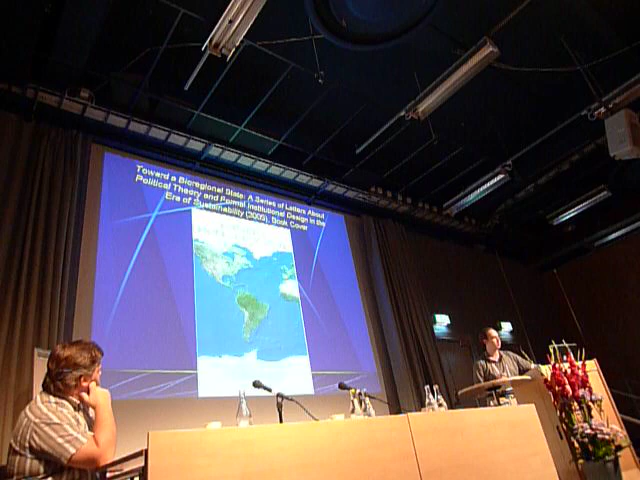 Toward a Bioregional State: A Series of Letters About
Political Theory and Formal Institutional Design in the
Era of Sustainability (2005), Book Cover